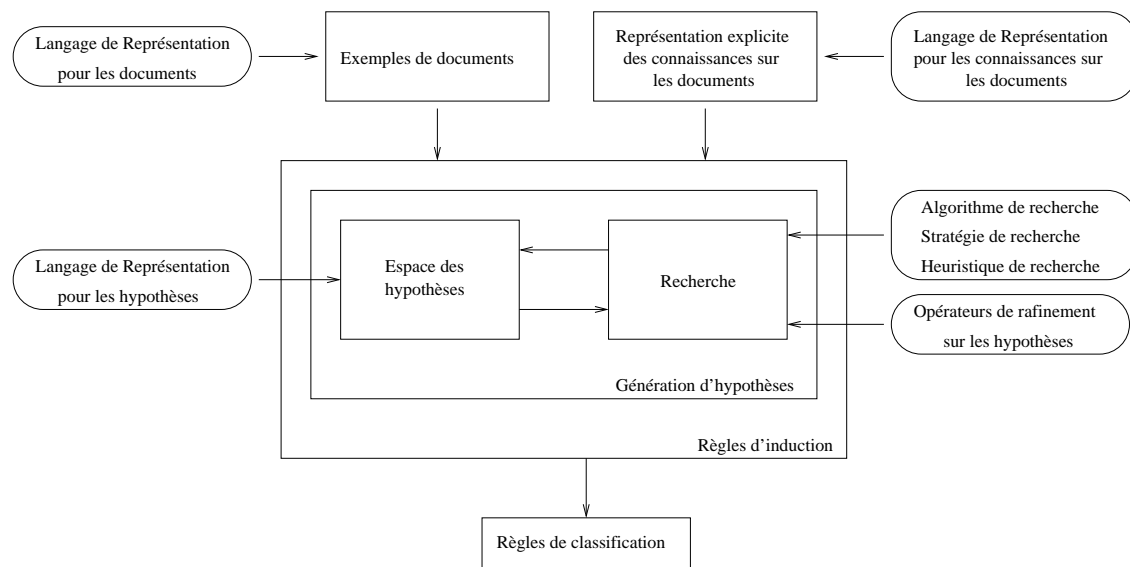 Langage de Représentation
pour les documents
Exemples de documents
Représentation explicite
des connaissances sur
les documents
Langage de Représentation
pour les connaissances sur
les documents
Langage de Représentation
pour les hypothèses
Espace des
hypothèses
Recherche
Algorithme de recherche
Stratégie de recherche
Heuristique de recherche
Opérateurs de rafinement
sur les hypothèses
Génération d'hypothèses
Règles d'induction
Règles de classification